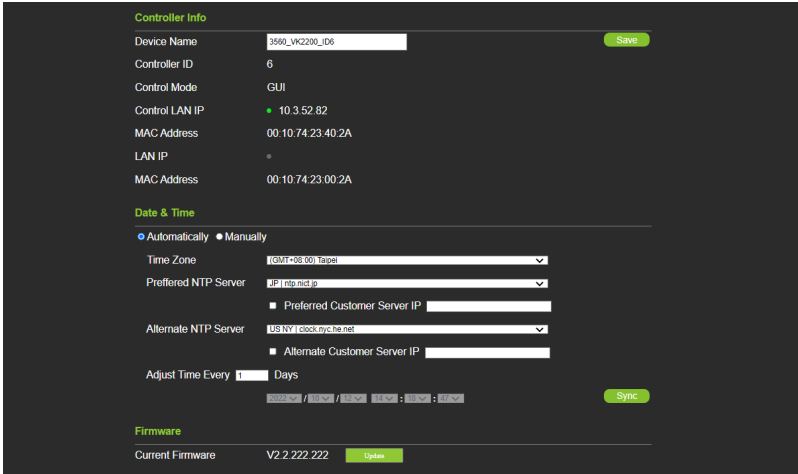 Controller Info
Device Name 3560_VK2200_ID6 Save
Controller ID 6
Control Mode GUI
Control LAN IP 10.3.52.82
MAC Address 00:10:74:23:40:2A
LAN IP
MAC Address 00:10:74:23:00:2A
Date & Time
Automatically Manually
Time Zone (GMT+08:00) Taipei
Preffered NTP Server JP | ntp.nict.jp
Preferred Customer Server IP
Alternate NTP Server US NY | clock.nyc.he.net
Alternate Customer Server IP
Adjust Time Every 1 Days
2022 / 10 / 12 14 : 18 : 47 Sync
Firmware
Current Firmware V2.2.222.222 Update